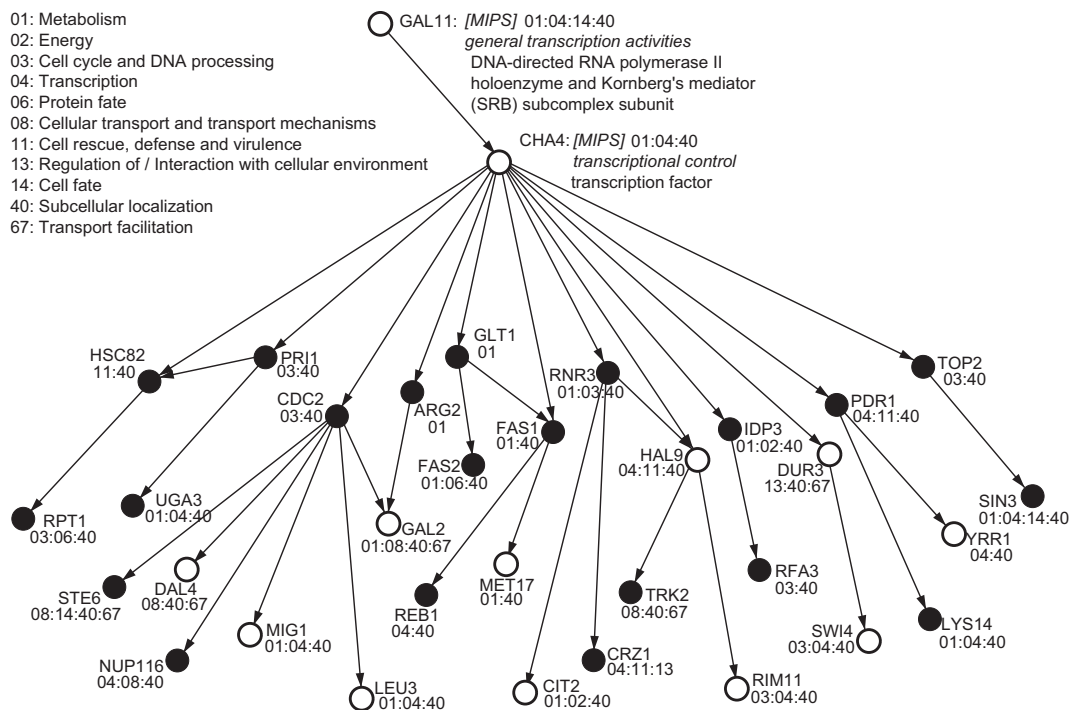 01: Metabolism
02: Energy
03: Cell cycle and DNA processing
04: Transcription
06: Protein fate
08: Cellular transport and transport mechanisms
11: Cell rescue, defense and virulence
13: Regulation of / Interaction with cellular environment
14: Cell fate
40: Subcellular localization
67: Transport facilitation
GAL11: [MIPS] 01:04:14:40
general transcription activities
DNA-directed RNA polymerase II
holoenzyme and Kornberg's mediator
(SRB) subcomplex subunit
CHA4: [MIPS] 01:04:40
transcriptional control
transcription factor
HSC82
11:40
PRI1
03:40
CDC2
03:40
ARG2
01
GLT1
01
FAS1
01:40
RNR3
01:03:40
HAL9
04:11:40
IDP3
01:02:40
DUR3
13:40:67
PDR1
04:11:40
TOP2
03:40
RPT1
03:06:40
UGA3
01:04:40
FAS2
01:06:40
GAL2
01:08:40:67
SIN3
01:04:14:40
YRR1
04:40
STE6
08:14:40:67
DAL4
08:40:67
MET17
01:40
REB1
04:40
TRK2
08:40:67
RFA3
03:40
LYS14
01:04:40
SWI4
03:04:40
MIG1
01:04:40
NUP116
04:08:40
LEU3
01:04:40
CIT2
01:02:40
CRZ1
04:11:13
RIM11
03:04:40